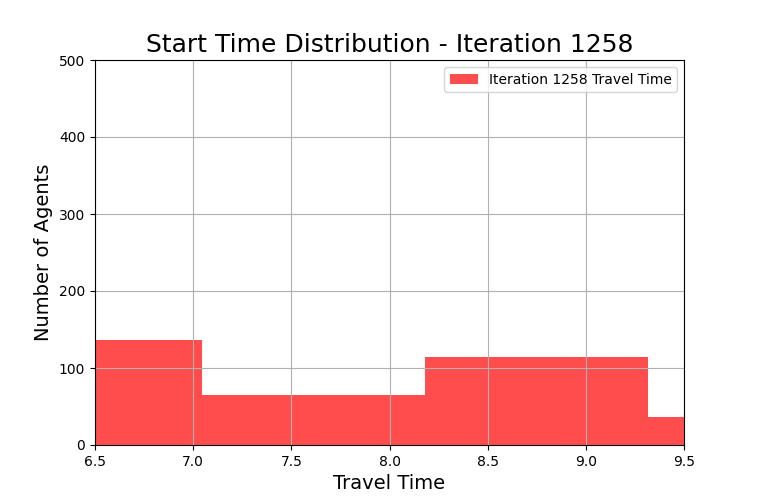 Start Time Distribution - Iteration 1258
Iteration 1258 Travel Time
Number of Agents
500
400
300
200
100
0
6.5 7.0 7.5 8.0 8.5 9.0 9.5
Travel Time